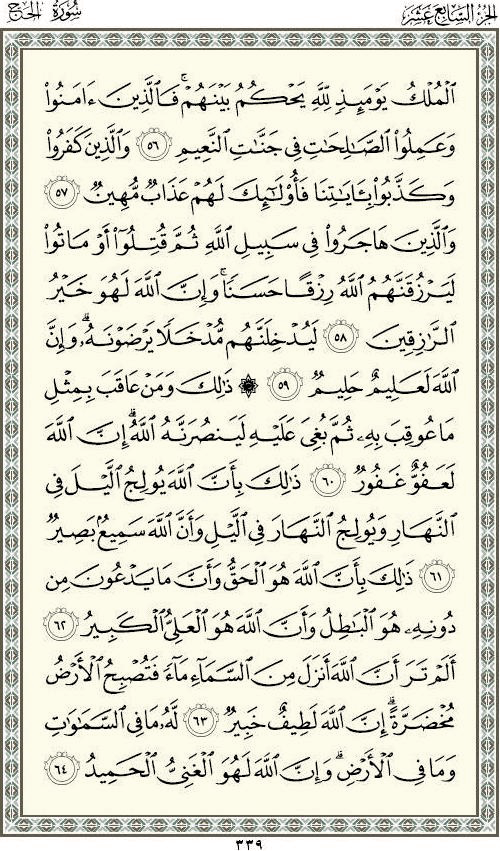 الجزء السابع عشر
سورة الحج
ٱلْمُلْكُ يَوْمَئِذٍ لِّلَّهِ يَحْكُمُ بَيْنَهُمْ ۚ فَٱلَّذِينَ ءَامَنُوا۟
وَعَمِلُوا۟ ٱلصَّـٰلِحَـٰتِ فِى جَنَّـٰتِ ٱلنَّعِيمِ ٥٦ وَٱلَّذِينَ كَفَرُوا۟
وَكَذَّبُوا۟ بِـَٔايَـٰتِنَا فَأُو۟لَـٰٓئِكَ لَهُمْ عَذَابٌ مُّهِينٌ ٥٧
وَٱلَّذِينَ هَاجَرُوا۟ فِى سَبِيلِ ٱللَّهِ ثُمَّ قُتِلُوٓا۟ أَوْ مَاتُوا۟
لَيَرْزُقَنَّهُمُ ٱللَّهُ رِزْقًا حَسَنًا ۚ وَإِنَّ ٱللَّهَ لَهُوَ خَيْرُ
ٱلرَّٰزِقِينَ ٥٨ لَيُدْخِلَنَّهُم مُّدْخَلًا يَرْضَوْنَهُۥ ۗ وَإِنَّ
ٱللَّهَ لَعَلِيمٌ حَلِيمٌ ٥٩ ۞ ذَٰلِكَ وَمَنْ عَاقَبَ بِمِثْلِ
مَا عُوقِبَ بِهِۦ ثُمَّ بُغِىَ عَلَيْهِ لَيَنصُرَنَّهُ ٱللَّهُ ۗ إِنَّ ٱللَّهَ
لَعَفُوٌّ غَفُورٌ ٦٠ ذَٰلِكَ بِأَنَّ ٱللَّهَ يُولِجُ ٱلَّيْلَ فِى
ٱلنَّهَارِ وَيُولِجُ ٱلنَّهَارَ فِى ٱلَّيْلِ وَأَنَّ ٱللَّهَ سَمِيعٌۢ بَصِيرٌ
٦١ ذَٰلِكَ بِأَنَّ ٱللَّهَ هُوَ ٱلْحَقُّ وَأَنَّ مَا يَدْعُونَ مِن
دُونِهِۦ هُوَ ٱلْبَـٰطِلُ وَأَنَّ ٱللَّهَ هُوَ ٱلْعَلِىُّ ٱلْكَبِيرُ ٦٢
أَلَمْ تَرَ أَنَّ ٱللَّهَ أَنزَلَ مِنَ ٱلسَّمَآءِ مَآءً فَتُصْبِحُ ٱلْأَرْضُ
مُخْضَرَّةً ۗ إِنَّ ٱللَّهَ لَطِيفٌ خَبِيرٌ ٦٣ لَّهُۥ مَا فِى ٱلسَّمَـٰوَٰتِ
وَمَا فِى ٱلْأَرْضِ ۗ وَإِنَّ ٱللَّهَ لَهُوَ ٱلْغَنِىُّ ٱلْحَمِيدُ ٦٤
٣٣٩